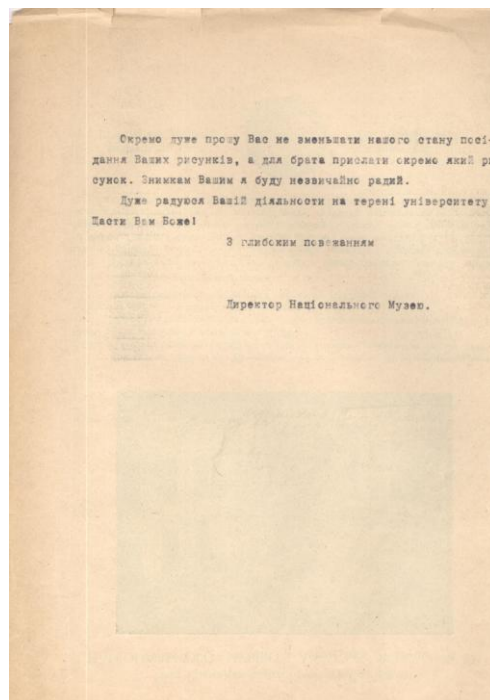 Окремо дуже прошу Вас не зменьшати нашого стану посі-
дання Ваших рисунків, а для брата прислати окремо який ри
сунок. Знимкам Вашим я буду незвичайно радий.
Дуже радуюся Вашій діяльности на терені університету
Щасти Вам Боже!
З глибоким поважанням
Директор Національного Музею.